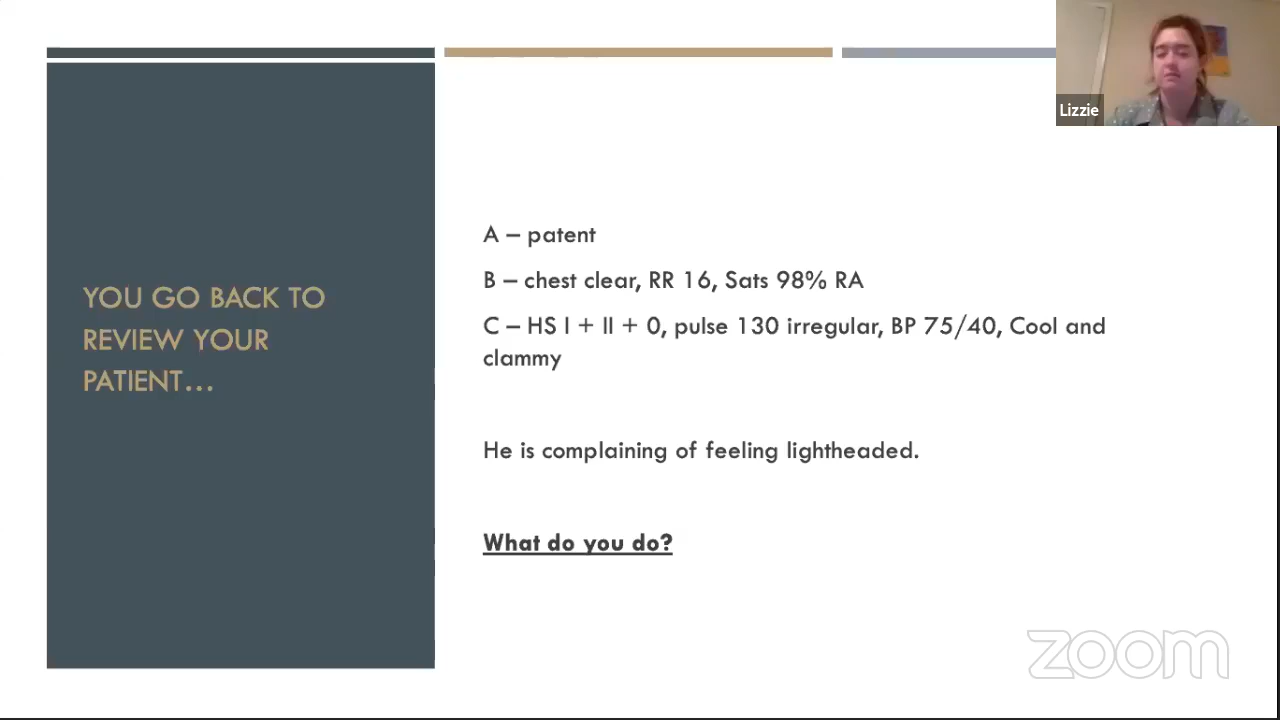 Lizzie
YOU GO BACK TO
REVIEW YOUR
PATIENT…
A – patent
B – chest clear, RR 16, Sats 98% RA
C – HS I + II + 0, pulse 130 irregular, BP 75/40, Cool and
clammy
He is complaining of feeling lightheaded.
What do you do?
zoom